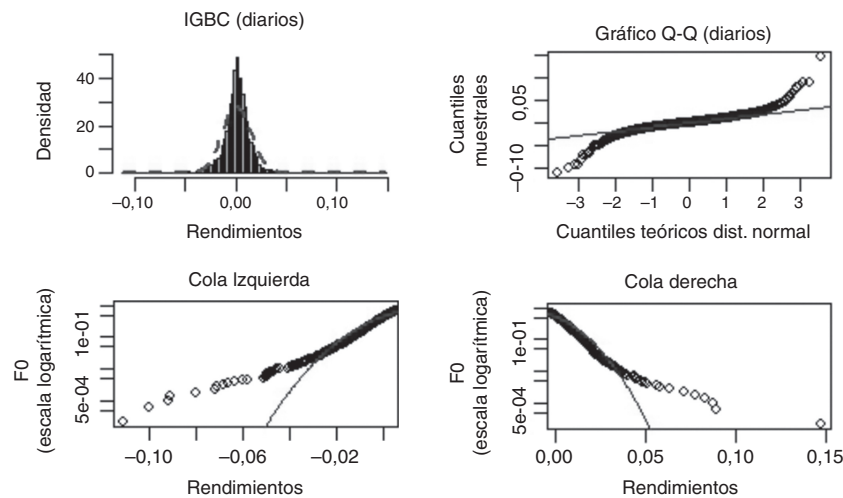 IGBC (diarios)
Densidad
40
20
0
–0,10
0,00
0,10
Rendimientos
Gráfico Q-Q (diarios)
Cuantiles
muestrales
0,05
–0-10
–3
–2
–1
0
1
2
3
Cuantiles teóricos dist. normal
Cola Izquierda
F0
(escala logarítmica)
1e-01
5e-04
–0,10
–0,06
–0,02
Rendimientos
Cola derecha
F0
(escala logarítmica)
1e-01
5e-04
0,00
0,05
0,10
0,15
Rendimientos